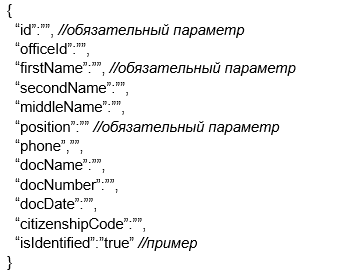 {
“id”:””, //обязательный параметр
“officeId”:””,
“firstName”:””, //обязательный параметр
“secondName”:””,
“middleName”:””,
“position”:”” //обязательный параметр
“phone”,””,
“docName”:””,
“docNumber”:””,
“docDate”:””,
“citizenshipCode”:””,
“isIdentified”:”true” //пример
}